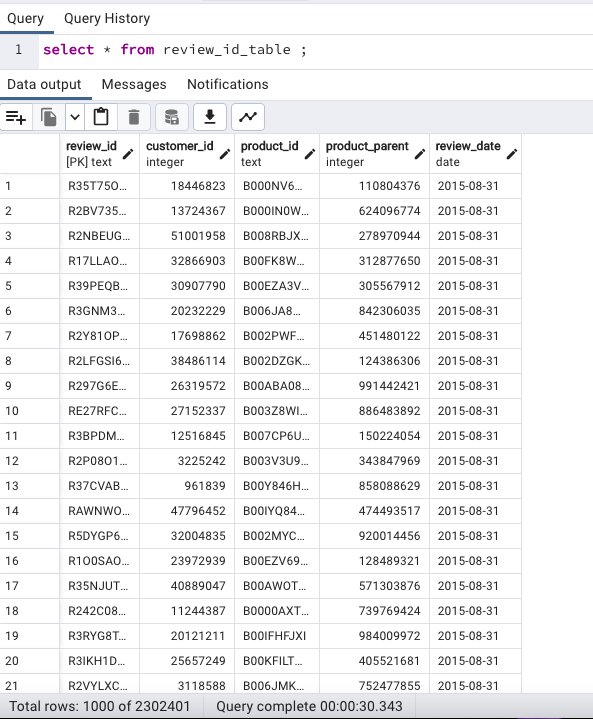 Query Query History
1 select * from review_id_table ;
Data output Messages Notifications
review_id customer_id product_id product_parent review_date
[PK] text integer text integer date
1 R35T75O... 18446823 B000NV6... 110804376 2015-08-31
2 R2BV735... 13724367 B000IN0W... 624096774 2015-08-31
3 R2NBEUG... 51001958 B008RBJX... 278970944 2015-08-31
4 R17LLAO... 32866903 B00FK8W... 312877650 2015-08-31
5 R39PEQB... 30907790 B00EZA3V... 305567912 2015-08-31
6 R3GNM3... 20232229 B006JA8... 842306035 2015-08-31
7 R2Y81OP... 17698862 B002PWF... 451480122 2015-08-31
8 R2LFGSI6... 38486114 B002DZGK... 124386306 2015-08-31
9 R297G6E... 26319572 B00ABA08... 991442421 2015-08-31
10 RE27RFC... 27152337 B003Z8WI... 886483892 2015-08-31
11 R3BPDM... 12516845 B007CP6U... 150224054 2015-08-31
12 R2P08O1... 3225242 B003V3U9... 343847969 2015-08-31
13 R37CVAB... 961839 B00Y846H... 858088629 2015-08-31
14 RAWNWO... 47796452 B00IYQ84... 474493517 2015-08-31
15 R5DYGP6... 32004835 B002MYC... 920014456 2015-08-31
16 R1O0SAO... 23972939 B00EZV69... 128489321 2015-08-31
17 R35NJUT... 40889047 B00AWOT... 571303876 2015-08-31
18 R242C08... 11244387 B0000AXT... 739769424 2015-08-31
19 R3RYG8T... 20121211 B00IFHFJXI 984009972 2015-08-31
20 R3IKH1D... 25657249 B00KFILT... 405521681 2015-08-31
21 R2VYLXC... 3118588 B006JMK... 752477855 2015-08-31
Total rows: 1000 of 2302401 Query complete 00:00:30.343